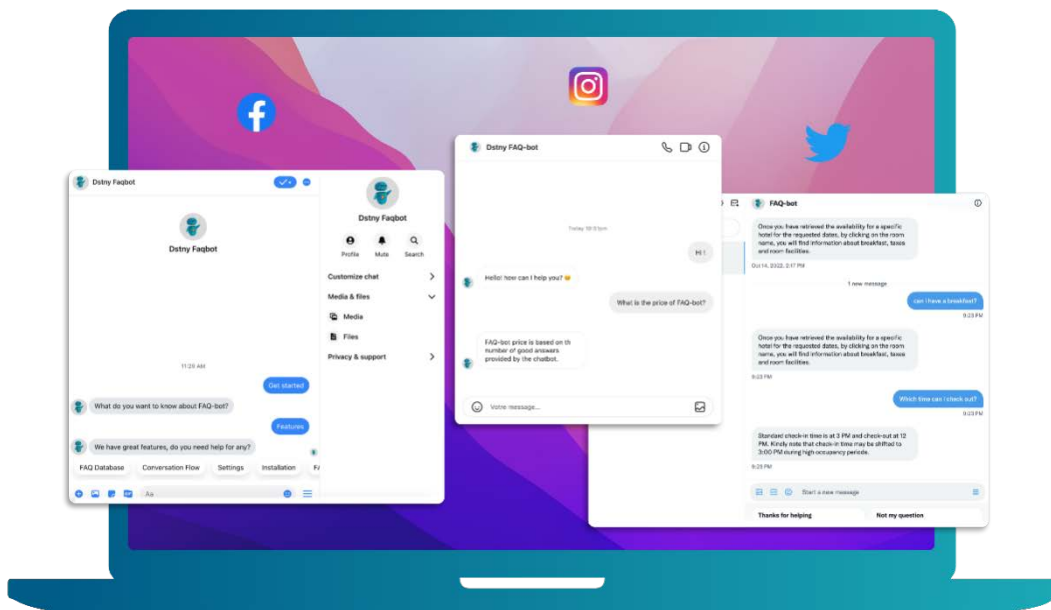 Dstny Faqbot
Dstny Faqbot
11:26 AM
Get started
What do you want to know about FAQ-bot?
Features
We have great features, do you need help for any?
FAQ Database
Conversation Flow
Settings
Installation
Aa
Dstny Faqbot
Profile
Mute
Search
Customize chat
Media & files
Media
Files
Privacy & support
Dstny FAQ-bot
Hi !
Hello! how can I help you?
What is the price of FAQ-bot?
FAQ-bot price is based on th
number of good answers
provided by the chatbot.
Votre message...
FAQ-bot
Once you have retrieved the availability for a specific
hotel for the requested dates, by clicking on the room
name, you will find information about breakfast, taxes
and room facilities.
Oct 14, 2022, 2:17 PM
1 new message
can i have a breakfast?
9:23 PM
Once you have retrieved the availability for a specific
hotel for the requested dates, by clicking on the room
name, you will find information about breakfast, taxes
and room facilities.
9:23 PM
Which time can i check out?
9:23 PM
Standard check-in time is at 3 PM and check-out at 12
PM. Kindly note that check-in time may be shifted to
3:00 PM during high occupancy periods.
9:23 PM
Start a new message
Thanks for helping
Not my question